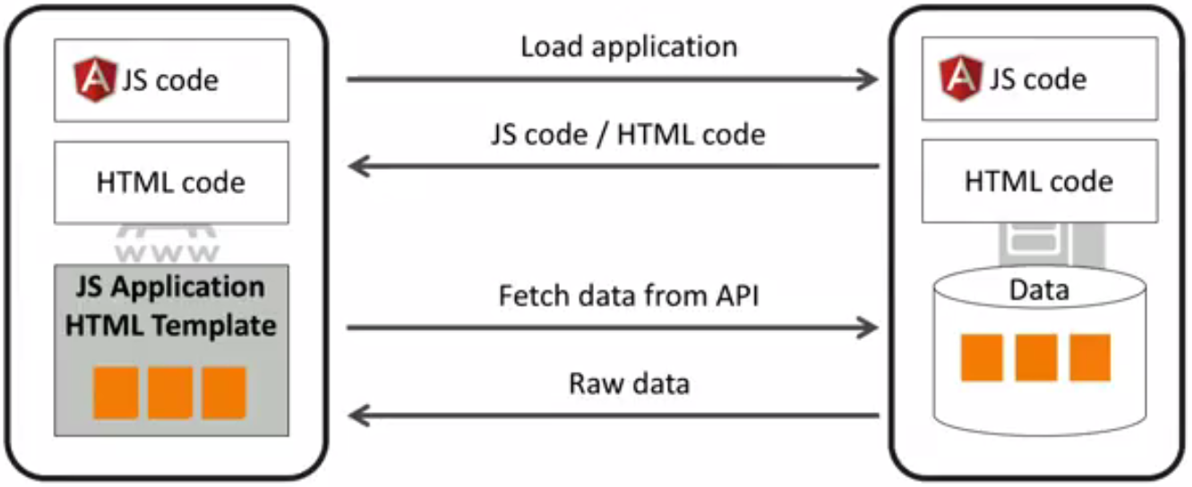 JS code
HTML code
WWW
JS Application
HTML Template
Load application
JS code / HTML code
Fetch data from API
Raw data
A JS code
HTML code
Data